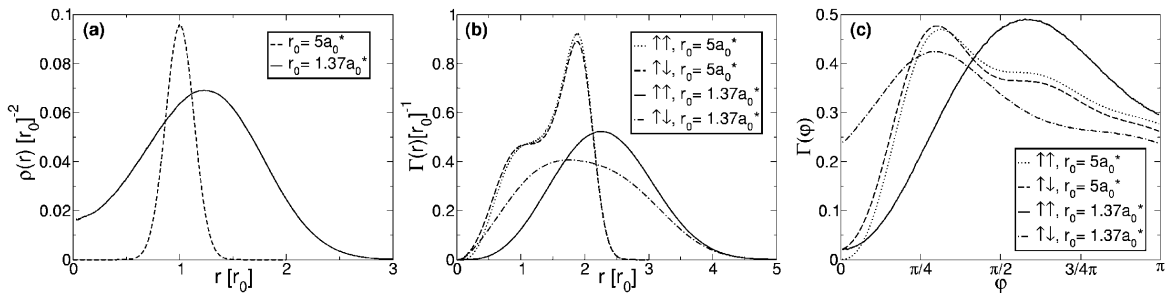 (a)
r₀= 5a₀*
r₀= 1.37a₀*
ρ(r) [r₀]⁻²
0.1
0.08
0.06
0.04
0.02
0
0 1 2 3
r [r₀]
(b)
↑↑, r₀= 5a₀*
↑↓, r₀= 5a₀*
↑↑, r₀= 1.37a₀*
↑↓, r₀= 1.37a₀*
Γ(r)[r₀]⁻¹
1
0.8
0.6
0.4
0.2
0
0 1 2 3 4 5
r [r₀]
(c)
↑↑, r₀= 5a₀*
↑↓, r₀= 5a₀*
↑↑, r₀= 1.37a₀*
↑↓, r₀= 1.37a₀*
Γ(φ)
0.5
0.4
0.3
0.2
0.1
0
0 π/4 π/2 3/4π π
φ